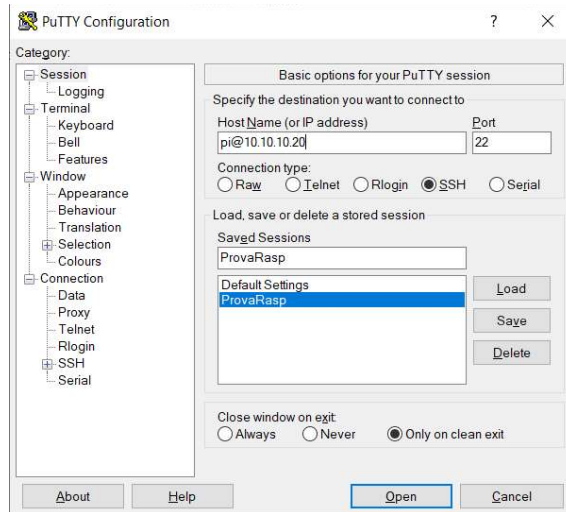 PuTTY Configuration ? ×
Category:
Session
Logging
Terminal
Keyboard
Bell
Features
Window
Appearance
Behaviour
Translation
Selection
Colours
Connection
Data
Proxy
Telnet
Rlogin
SSH
Serial
Basic options for your PuTTY session
Specify the destination you want to connect to
Host Name (or IP address) Port
pi@10.10.10.20 22
Connection type:
Raw Telnet Rlogin SSH Serial
Load, save or delete a stored session
Saved Sessions
ProvaRasp
Default Settings
ProvaRasp
Load
Save
Delete
Close window on exit:
Always Never Only on clean exit
About Help Open Cancel